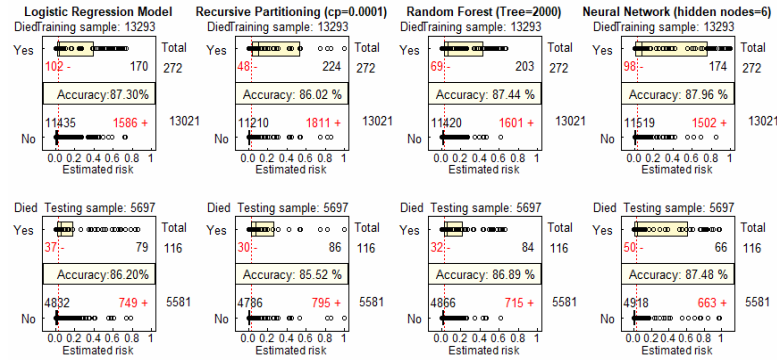 Logistic Regression Model
Died Training sample: 13293
Yes
Total
102 -
170
272
Accuracy:87.30%
11435
1586 +
13021
No
0.0 0.2 0.4 0.6 0.8 1
Estimated risk
Recursive Partitioning (cp=0.0001)
Died Training sample: 13293
Yes
Total
48 -
224
272
Accuracy: 86.02 %
11210
1811 +
13021
No
0.0 0.2 0.4 0.6 0.8 1
Estimated risk
Random Forest (Tree=2000)
Died Training sample: 13293
Yes
Total
69 -
203
272
Accuracy: 87.44 %
11420
1601 +
13021
No
0.0 0.2 0.4 0.6 0.8 1
Estimated risk
Neural Network (hidden nodes=6)
Died Training sample: 13293
Yes
Total
98 -
174
272
Accuracy: 87.96 %
11519
1502 +
13021
No
0.0 0.2 0.4 0.6 0.8 1
Estimated risk
Died Testing sample: 5697
Yes
Total
37 -
79
116
Accuracy:86.20%
4832
749 +
5581
No
0.0 0.2 0.4 0.6 0.8 1
Estimated risk
Died Testing sample: 5697
Yes
Total
30 -
86
116
Accuracy: 85.52 %
4786
795 +
5581
No
0.0 0.2 0.4 0.6 0.8 1
Estimated risk
Died Testing sample: 5697
Yes
Total
32 -
84
116
Accuracy: 86.89 %
4866
715 +
5581
No
0.0 0.2 0.4 0.6 0.8 1
Estimated risk
Died Testing sample: 5697
Yes
Total
50 -
66
116
Accuracy: 87.48 %
4918
663 +
5581
No
0.0 0.2 0.4 0.6 0.8 1
Estimated risk